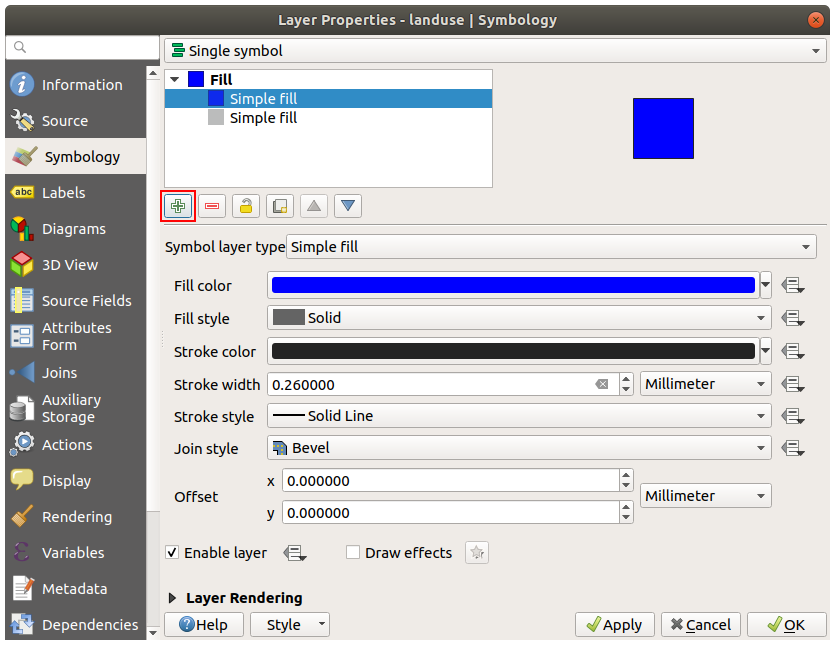 Layer Properties - landuse | Symbology
Single symbol
Information
Source
Symbology
abc Labels
Diagrams
3D View
Source Fields
Attributes
Form
Joins
Auxiliary
Storage
Actions
Display
Rendering
Variables
Metadata
Dependencies
Fill
Simple fill
Simple fill
Symbol layer type Simple fill
Fill color
Fill style Solid
Stroke color
Stroke width 0.260000 Millimeter
Stroke style Solid Line
Join style Bevel
Offset
x 0.000000
y 0.000000
Millimeter
Enable layer Draw effects
Layer Rendering
Help Style Apply Cancel OK